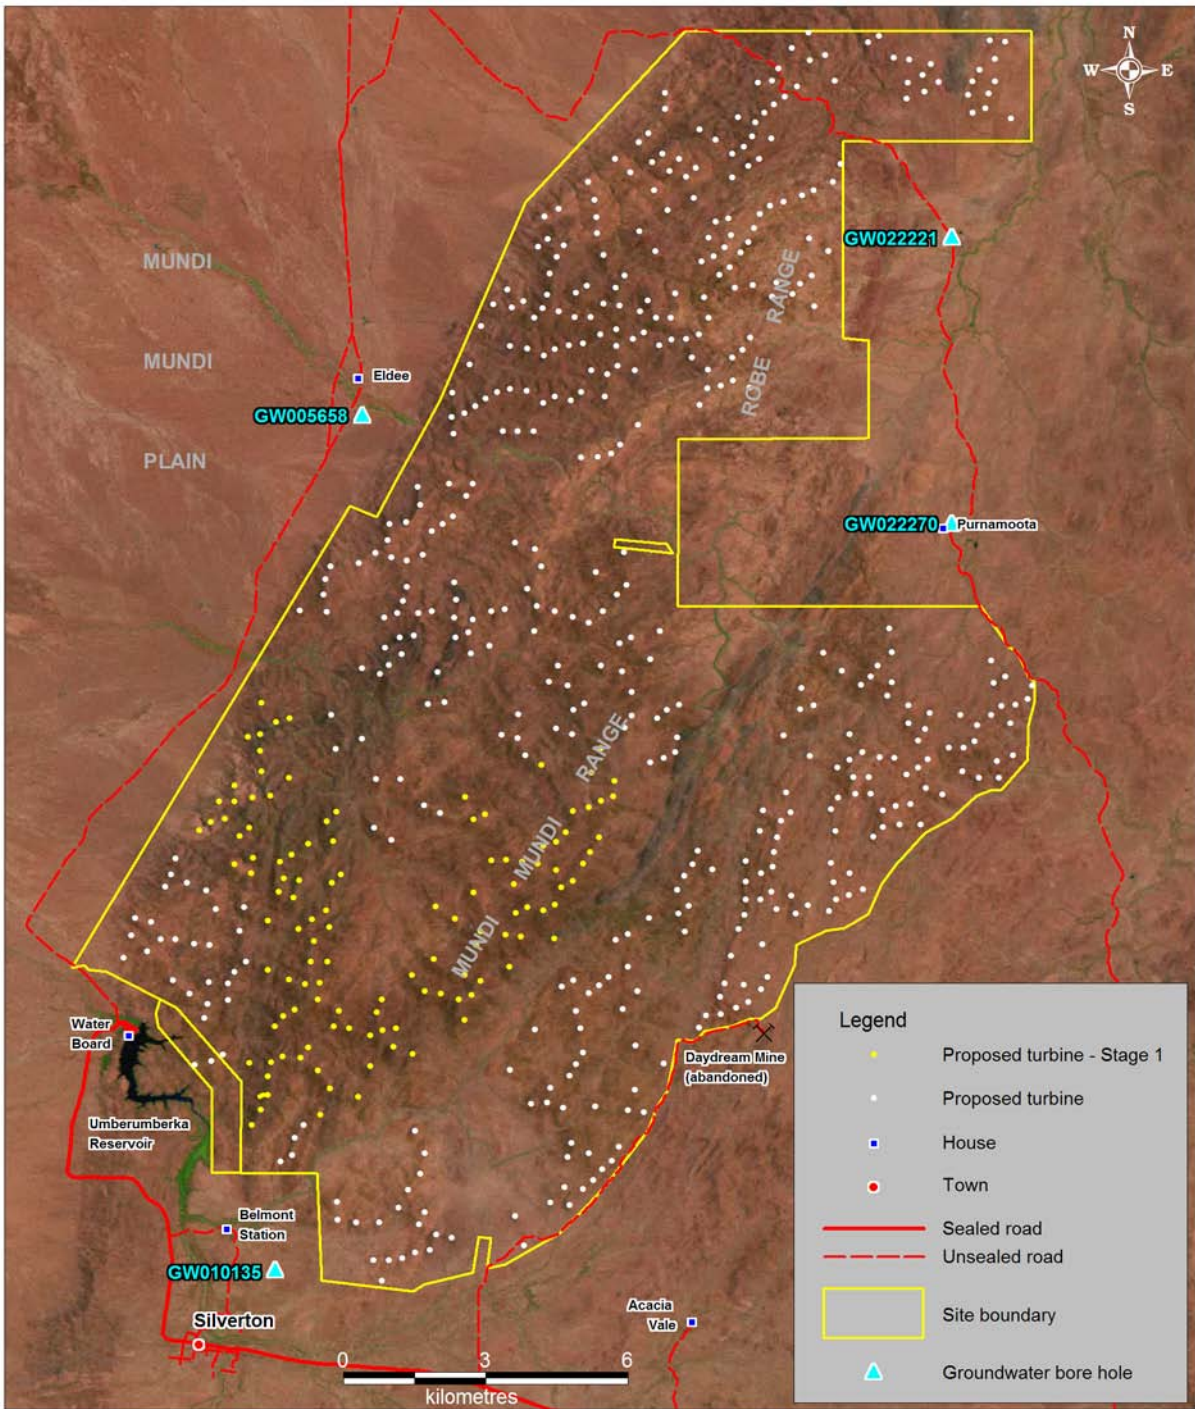 N
W E
S
GW022221
MUNDI
RANGE
MUNDI
Eldee
GW005658
ROBE
PLAIN
GW022270
Purnamoota
RANGE
MUNDI
MUNDI
Water
Board
Umberumberka
Reservoir
Daydream Mine
(abandoned)
Belmont
Station
GW010135
Silverton
Acacia
Vale
0 3 6
kilometres
Legend
Proposed turbine - Stage 1
Proposed turbine
House
Town
Sealed road
Unsealed road
Site boundary
Groundwater bore hole